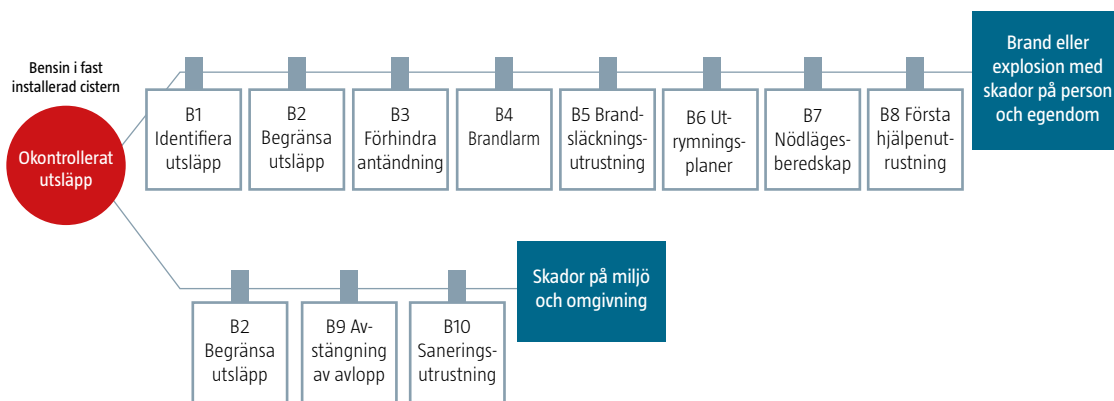 Bensin i fast
installerad cistern
Okontrollerat
utsläpp
B1
Identifiera
utsläpp
B2
Begränsa
utsläpp
B3
Förhindra
antändning
B4
Brandlarm
B5 Brand-
släcknings-
utrustning
B6 Ut-
rymnings-
planer
B7
Nödläges-
beredskap
B8 Första
hjälpenut-
rustning
Brand eller
explosion med
skador på person
och egendom
B2
Begränsa
utsläpp
B9 Av-
stängning
av avlopp
B10
Sanerings-
utrustning
Skador på miljö
och omgivning